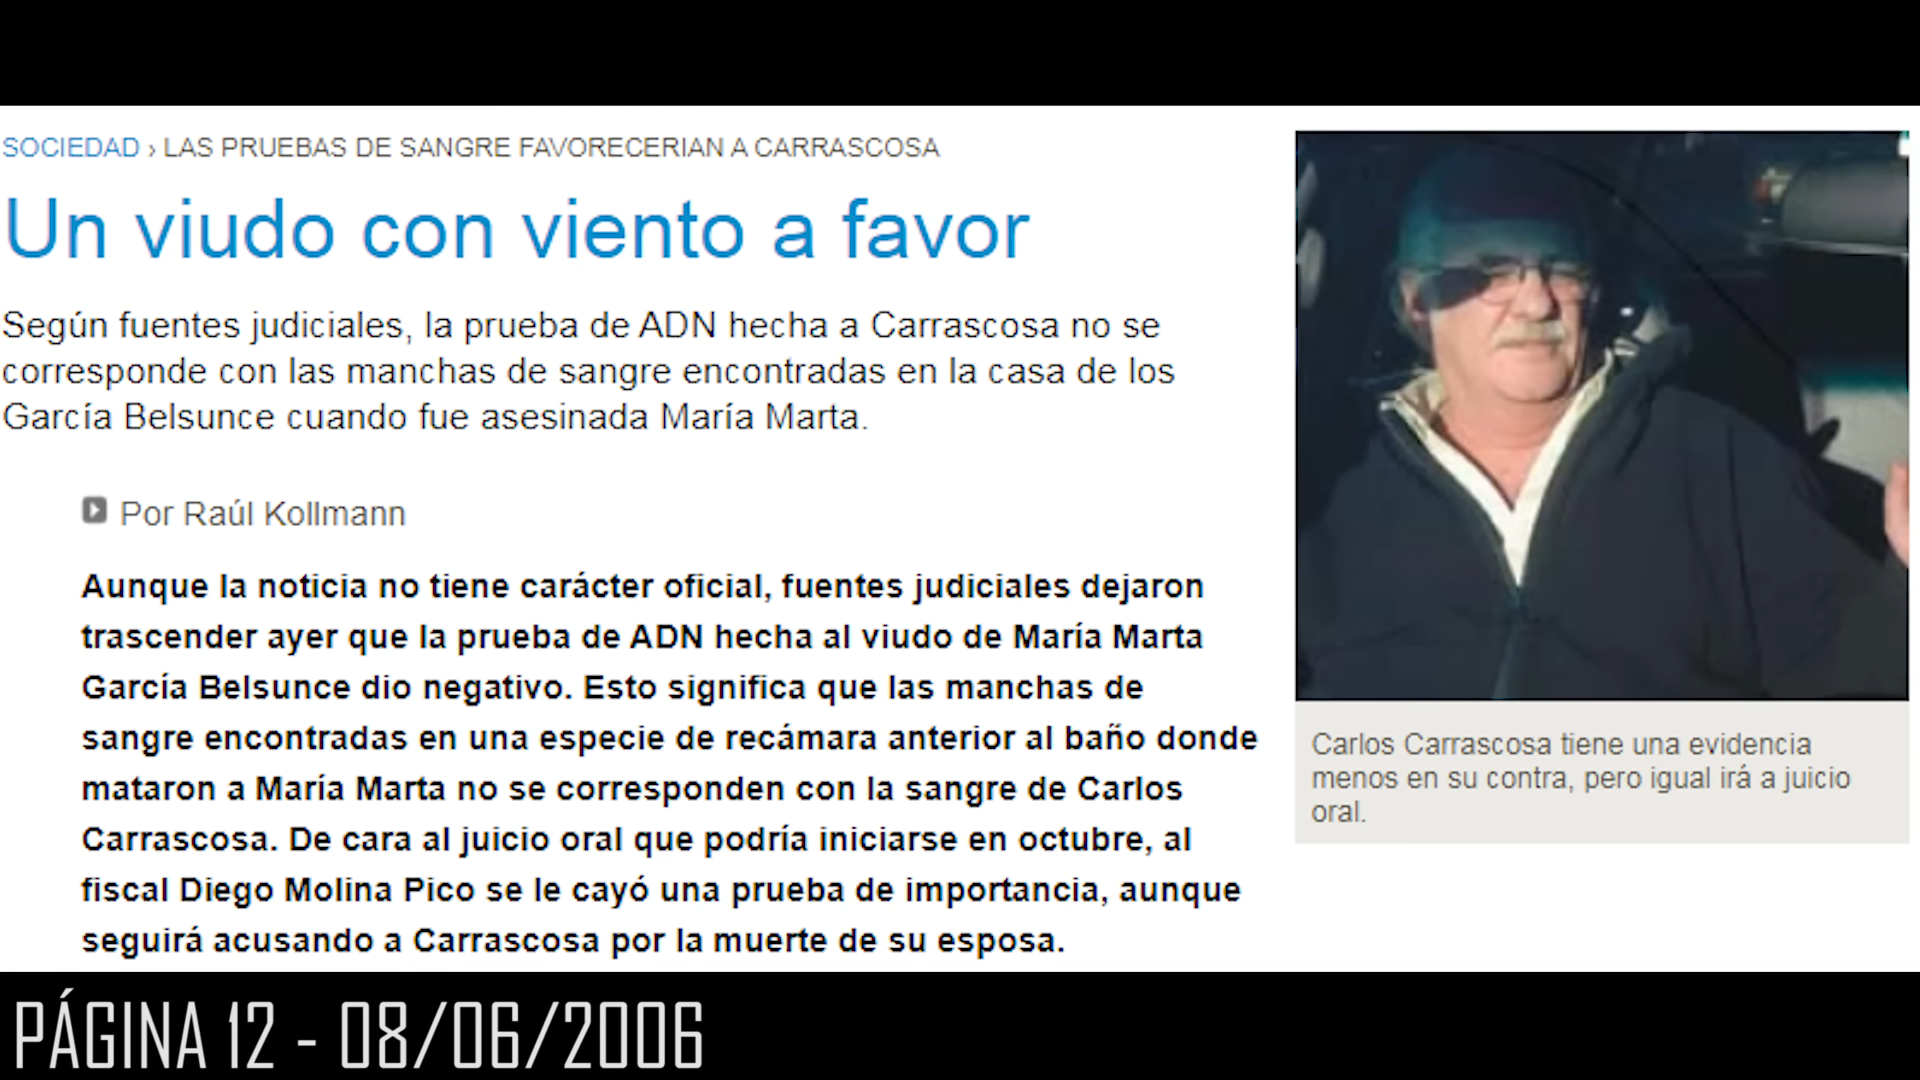 SOCIEDAD › LAS PRUEBAS DE SANGRE FAVORECERIAN A CARRASCOSA
Un viudo con viento a favor
Según fuentes judiciales, la prueba de ADN hecha a Carrascosa no se
corresponde con las manchas de sangre encontradas en la casa de los
García Belsunce cuando fue asesinada María Marta.
Por Raúl Kollmann
Aunque la noticia no tiene carácter oficial, fuentes judiciales dejaron
trascender ayer que la prueba de ADN hecha al viudo de María Marta
García Belsunce dio negativo. Esto significa que las manchas de
sangre encontradas en una especie de recámara anterior al baño donde
mataron a María Marta no se corresponden con la sangre de Carlos
Carrascosa. De cara al juicio oral que podría iniciarse en octubre, al
fiscal Diego Molina Pico se le cayó una prueba de importancia, aunque
seguirá acusando a Carrascosa por la muerte de su esposa.
Carlos Carrascosa tiene una evidencia
menos en su contra, pero igual irá a juicio
oral.
PÁGINA 12 - 08/06/2006